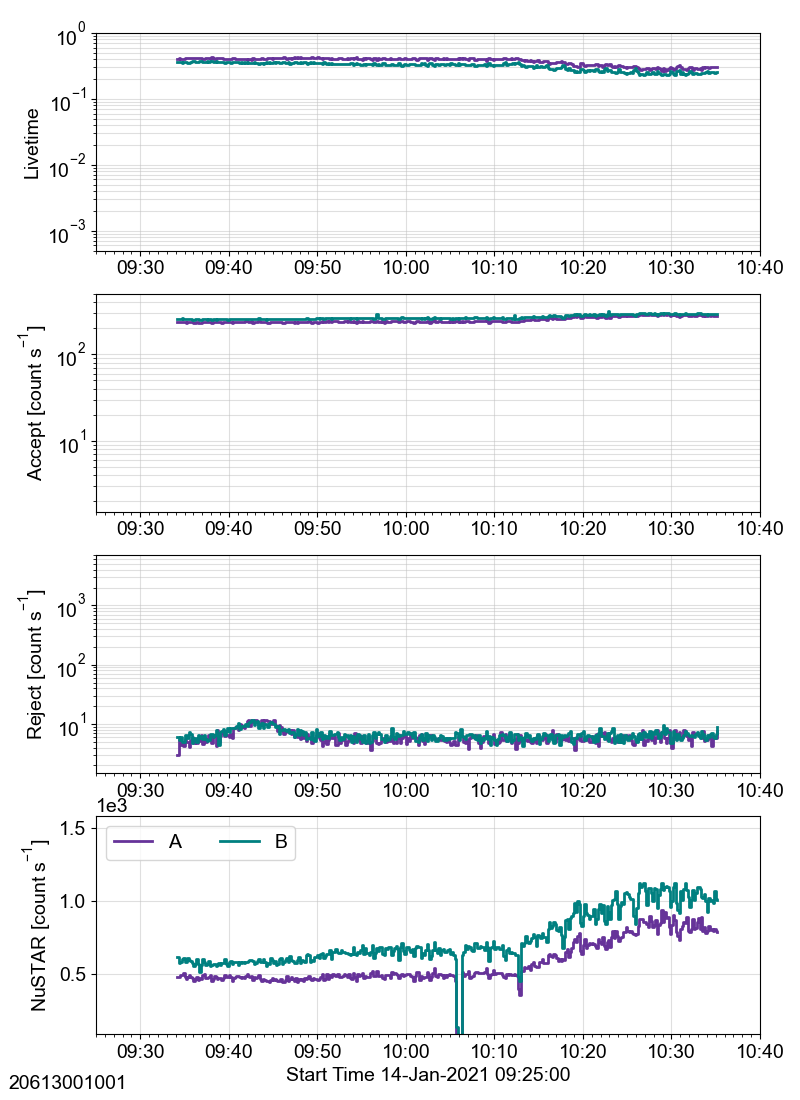 10⁰
10⁻¹
10⁻²
10⁻³
Livetime
09:30 09:40 09:50 10:00 10:10 10:20 10:30 10:40
10²
10¹
Accept [count s⁻¹]
09:30 09:40 09:50 10:00 10:10 10:20 10:30 10:40
10³
10²
10¹
Reject [count s⁻¹]
09:30 09:40 09:50 10:00 10:10 10:20 10:30 10:40
1e3
1.5
1.0
0.5
NuSTAR [count s⁻¹]
A B
09:30 09:40 09:50 10:00 10:10 10:20 10:30 10:40
Start Time 14-Jan-2021 09:25:00
20613001001